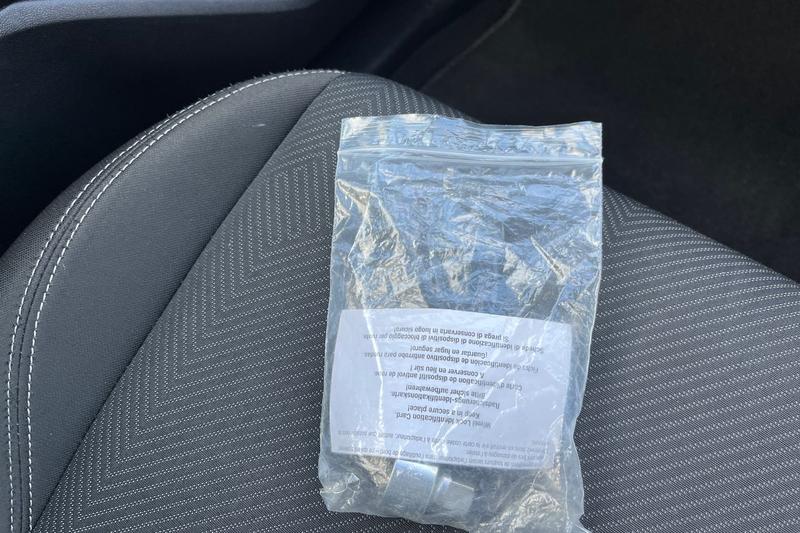 Wheel Lock Identification Card.
Keep in a secure place!
Radsicherungs-Identifikationskarte.
Bitte sicher aufbewahren!
Carte d'identification de dispositif antivol de roue.
A conserver en lieu sûr!
Ficha de identificación de dispositivo antirrobo para ruedas.
¡Guardar en lugar seguro!
Scheda di identificazione di dispositivi di bloccaggio per ruota
Si prega di conservarla in luogo sicuro!